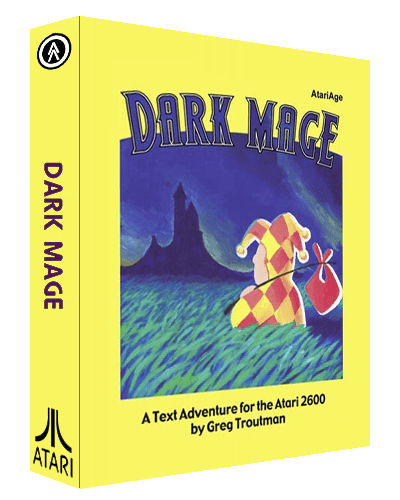 AtariAge
DARK MAGE
A Text Adventure for the Atari 2600
by Greg Troutman
DARK MAGE
ATARI